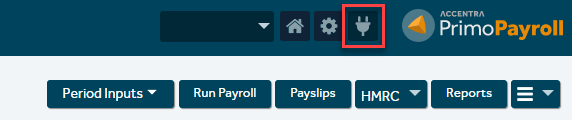 ACCENTRA
PrimoPayroll
Period Inputs
Run Payroll
Payslips
HMRC
Reports